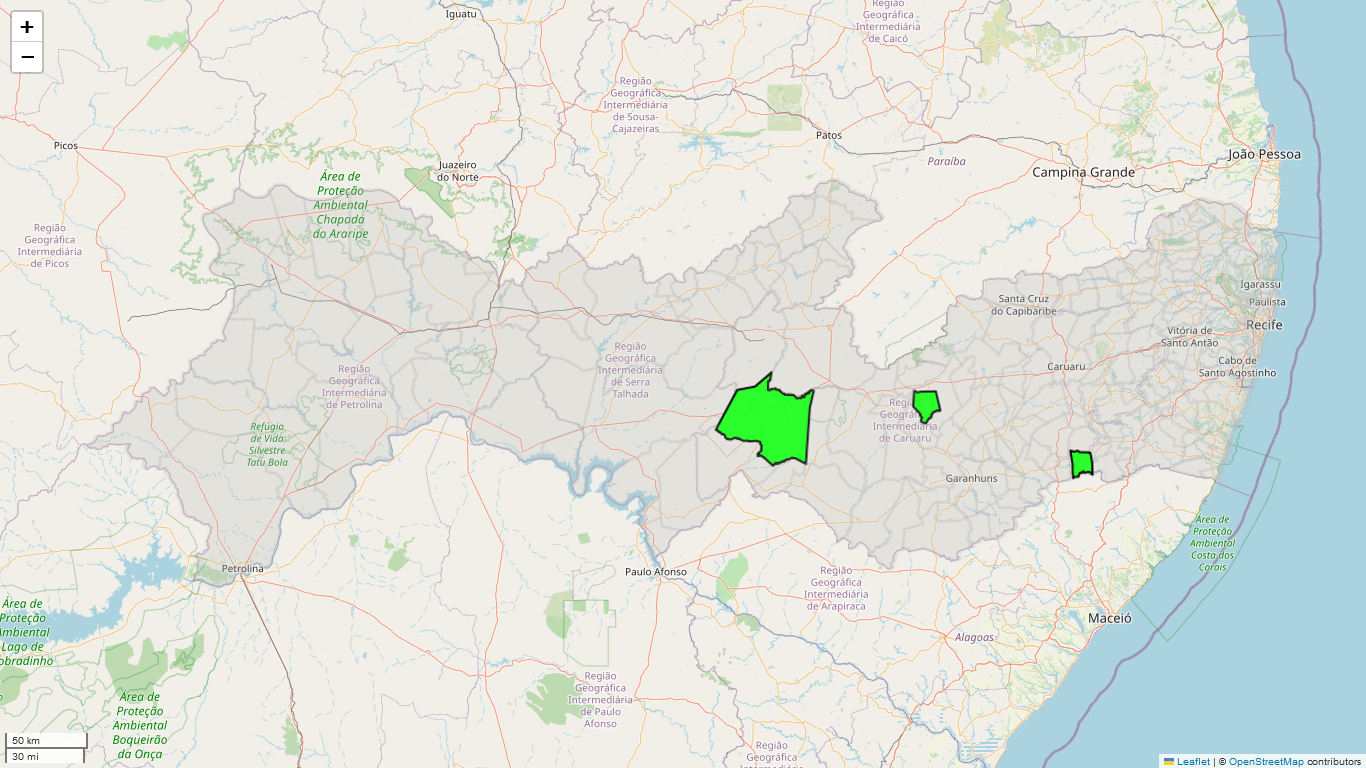 +
−
Iguatu
Região
Geográfica
Intermediária
de Caicó
Região
Geográfica
Intermediária
de Sousa-
Cajazeiras
Patos
Picos
Juazeiro
do Norte
Paraíba
João Pessoa
Campina Grande
Área de
Proteção
Ambiental
Chapada
do Araripe
Região
Geográfica
Intermediária
de Picos
Igarassu
Paulista
Santa Cruz
do Capibaribe
Recife
Vitória de
Santo Antão
Região
Geográfica
Intermediária
de Serra
Talhada
Cabo de
Santo Agostinho
Caruaru
Região
Geográfica
Intermediária
de Petrolina
Região
Geográfica
Intermediária
de Caruaru
Refúgio
de Vida
Silvestre
Tatu Bola
Garanhuns
Área de
Proteção
Ambiental
Costa dos
Corais
Petrolina
Paulo Afonso
Região
Geográfica
Intermediária
de Arapiraca
Área de
Proteção
Ambiental
Lago de
obradinho
Maceió
Alagoas
Região
Geográfica
Intermediária
de Paulo
Afonso
Área de
Proteção
Ambiental
Boqueirão
da Onça
Região
Geográfica
Intermediária
50 km
30 mi
Leaflet | © OpenStreetMap contributors